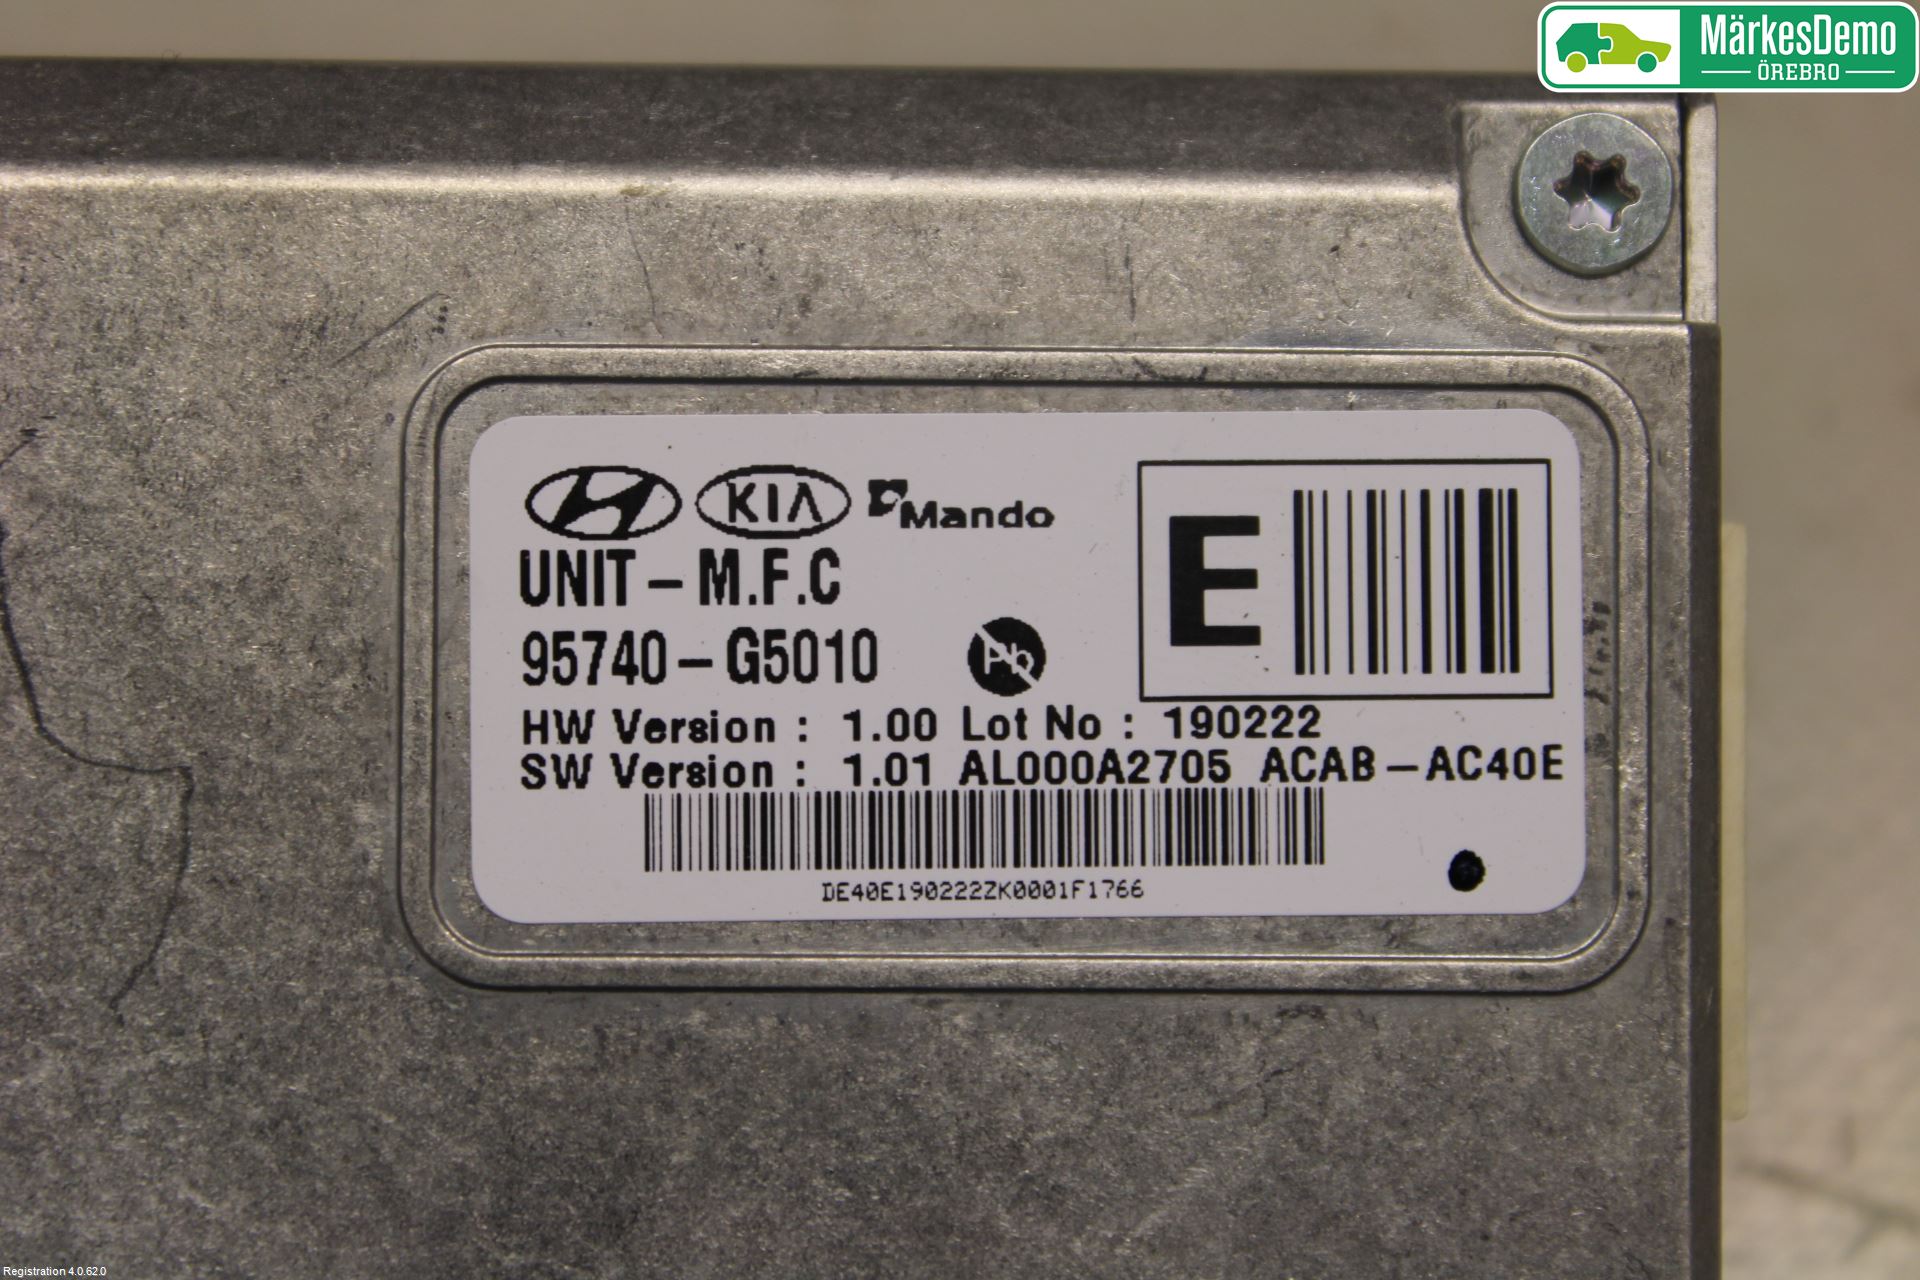 MärkesDemo
ÖREBRO
KIA Mando
UNIT-M.F.C
95740-G5010 Pb
E
HW Version : 1.00 Lot No : 190222
SW Version : 1.01 AL000A2705 ACAB-AC40E
DE40E190222ZK0001F1766
Registration 4.0.62.0